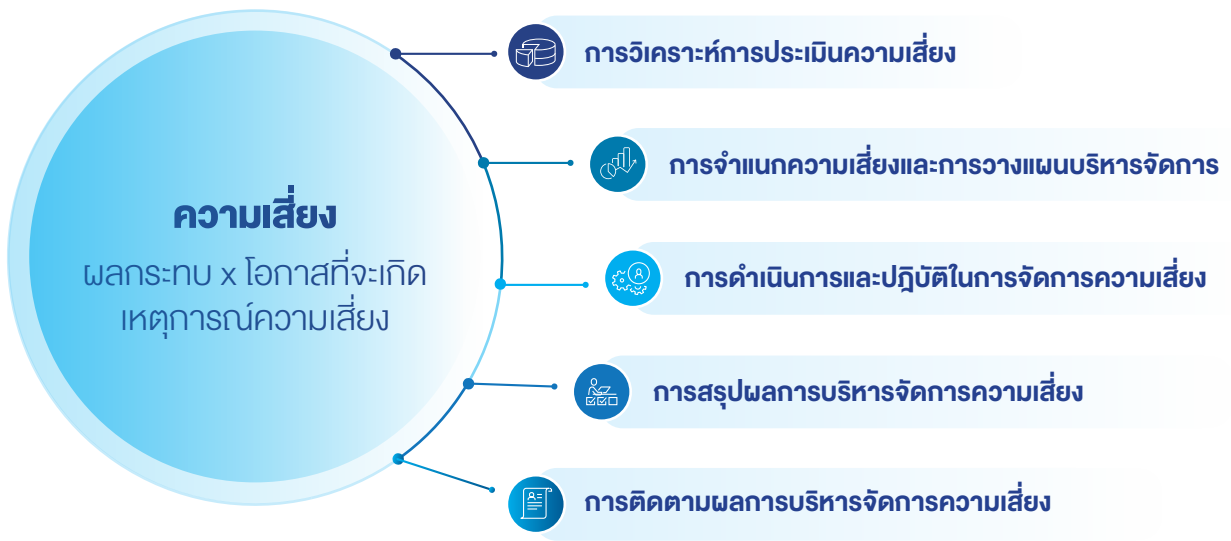 การวิเคราะห์การประเมินความเสี่ยง
การจำแนกความเสี่ยงและการวางแผนบริหารจัดการ
ความเสี่ยง
ผลกระทบ x โอกาสที่จะเกิด
เหตุการณ์ความเสี่ยง
การดำเนินการและปฎิบัติในการจัดการความเสี่ยง
การสรุปผลการบริหารจัดการความเสี่ยง
การติดตามผลการบริหารจัดการความเสี่ยง